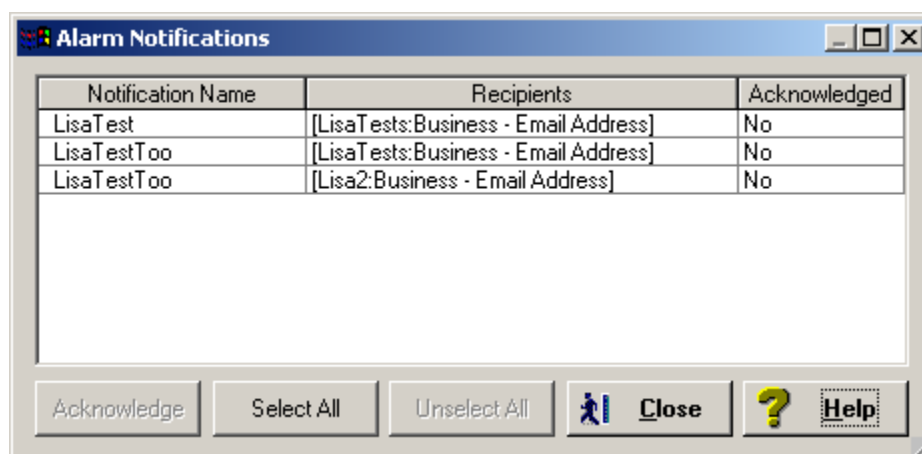 Alarm Notifications
Notification Name Recipients Acknowledged
LisaTest [LisaTests:Business - Email Address] No
LisaTestToo [LisaTests:Business - Email Address] No
LisaTestToo [Lisa2:Business - Email Address] No
Acknowledge Select All Unselect All Close Help